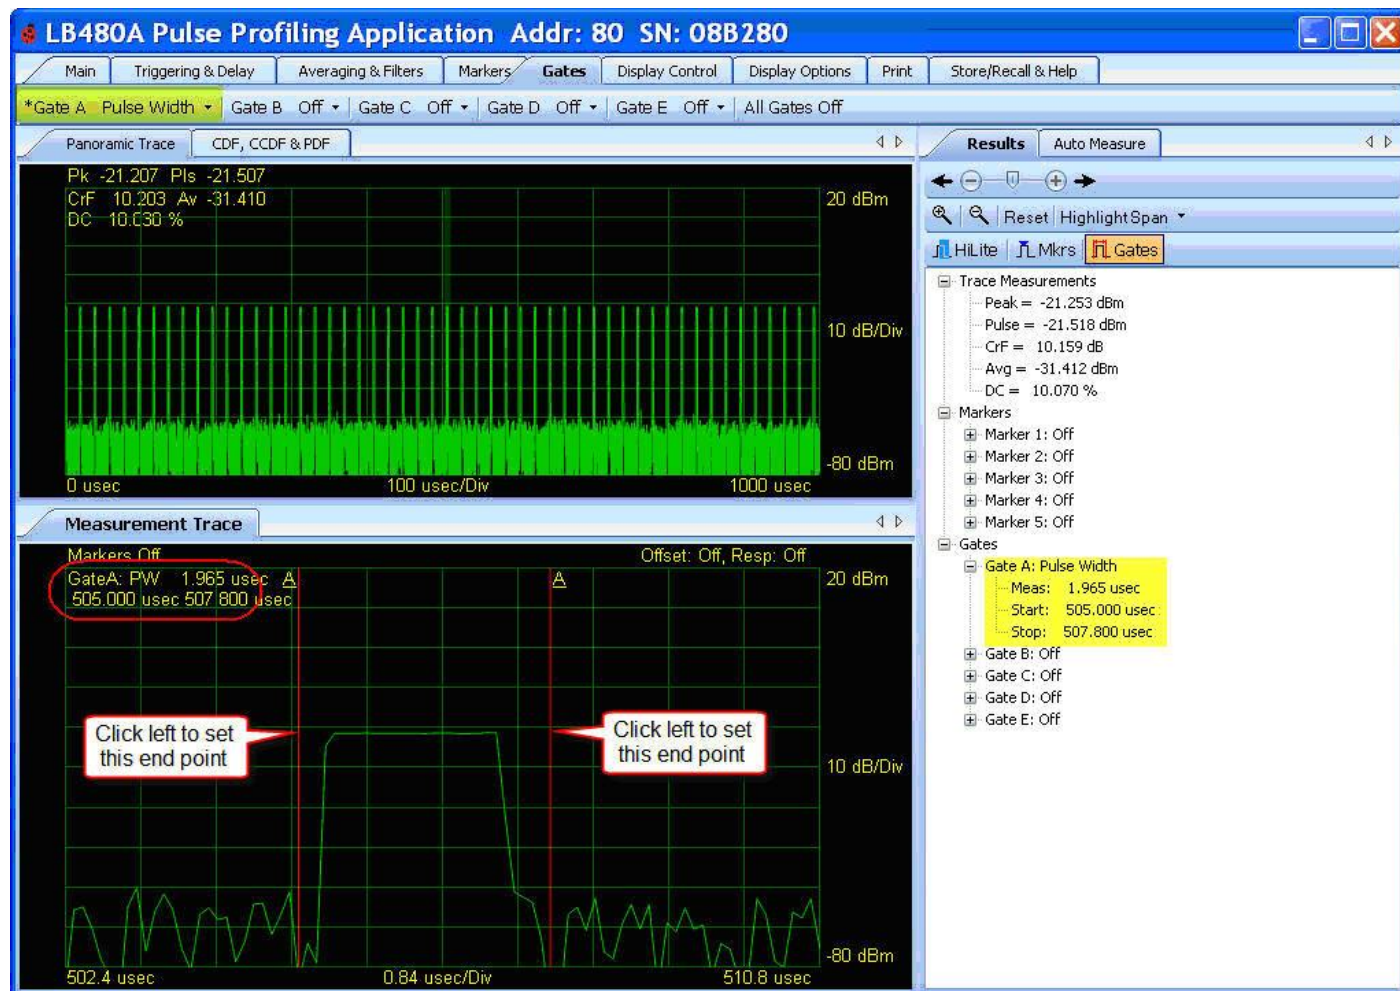 LB480A Pulse Profiling Application Addr: 80 SN: 08B280
Main Triggering & Delay Averaging & Filters Markers Gates Display Control Display Options Print Store/Recall & Help
*Gate A Pulse Width Gate B Off Gate C Off Gate D Off Gate E Off All Gates Off
Panoramic Trace CDF, CCDF & PDF
Pk -21.207 Pls -21.507
CrF 10.203 Av -31.410
DC 10.030 %
20 dBm
10 dB/Div
-80 dBm
0 usec 100 usec/Div 1000 usec
Measurement Trace
Markers Off Offset: Off, Resp: Off
GateA: PW 1.965 usec A A
505.000 usec 507.800 usec
20 dBm
Click left to set
this end point
Click left to set
this end point
10 dB/Div
-80 dBm
502.4 usec 0.84 usec/Div 510.8 usec
Results Auto Measure
Reset Highlight Span
HiLite Mkrs Gates
Trace Measurements
Peak = -21.253 dBm
Pulse = -21.518 dBm
CrF = 10.159 dB
Avg = -31.412 dBm
DC = 10.070 %
Markers
Marker 1: Off
Marker 2: Off
Marker 3: Off
Marker 4: Off
Marker 5: Off
Gates
Gate A: Pulse Width
Meas: 1.965 usec
Start: 505.000 usec
Stop: 507.800 usec
Gate B: Off
Gate C: Off
Gate D: Off
Gate E: Off